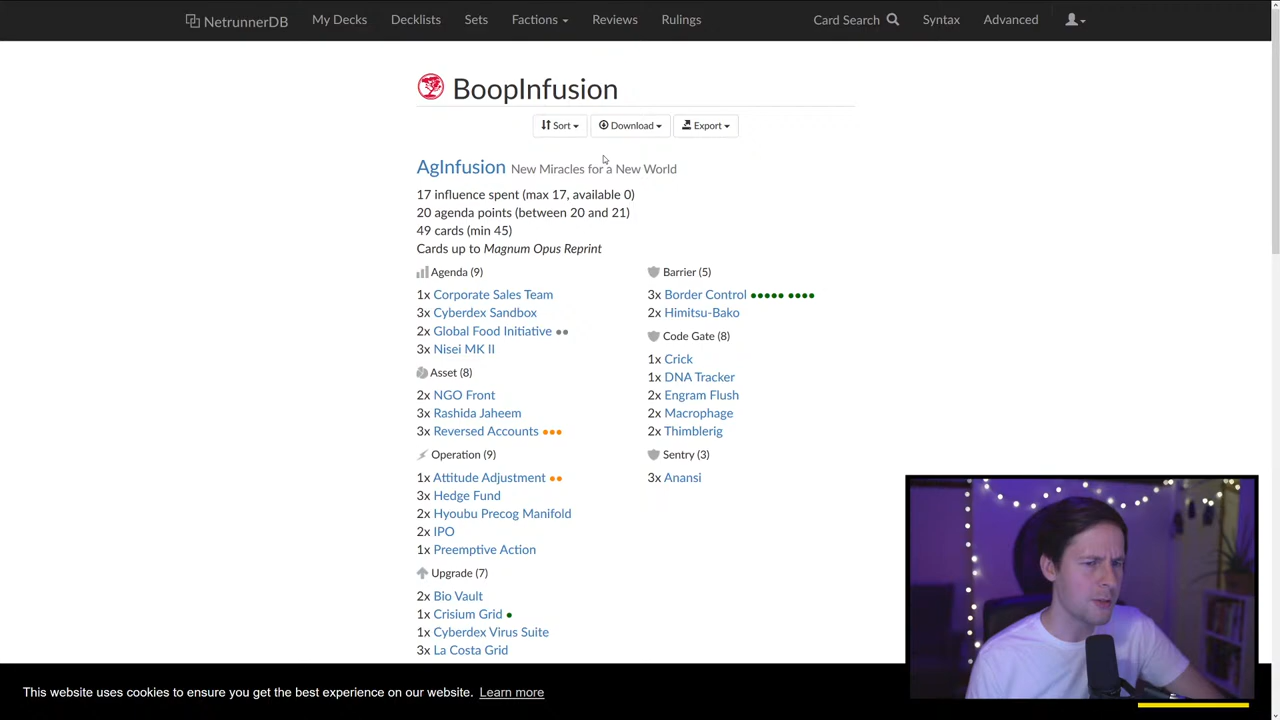 NetrunnerDB My Decks Decklists Sets Factions Reviews Rulings Card Search Syntax Advanced
BoopInfusion
Sort Download Export
AgInfusion New Miracles for a New World
17 influence spent (max 17, available 0)
20 agenda points (between 20 and 21)
49 cards (min 45)
Cards up to Magnum Opus Reprint
Agenda (9)
1x Corporate Sales Team
3x Cyberdex Sandbox
2x Global Food Initiative
3x Nisei MK II
Asset (8)
2x NGO Front
3x Rashida Jaheem
3x Reversed Accounts
Operation (9)
1x Attitude Adjustment
3x Hedge Fund
2x Hyoubu Precog Manifold
2x IPO
1x Preemptive Action
Upgrade (7)
2x Bio Vault
1x Crisium Grid
1x Cyberdex Virus Suite
3x La Costa Grid
Barrier (5)
3x Border Control
2x Himitsu-Bako
Code Gate (8)
1x Crick
1x DNA Tracker
2x Engram Flush
2x Macrophage
2x Thimblerig
Sentry (3)
3x Anansi
This website uses cookies to ensure you get the best experience on our website. Learn more